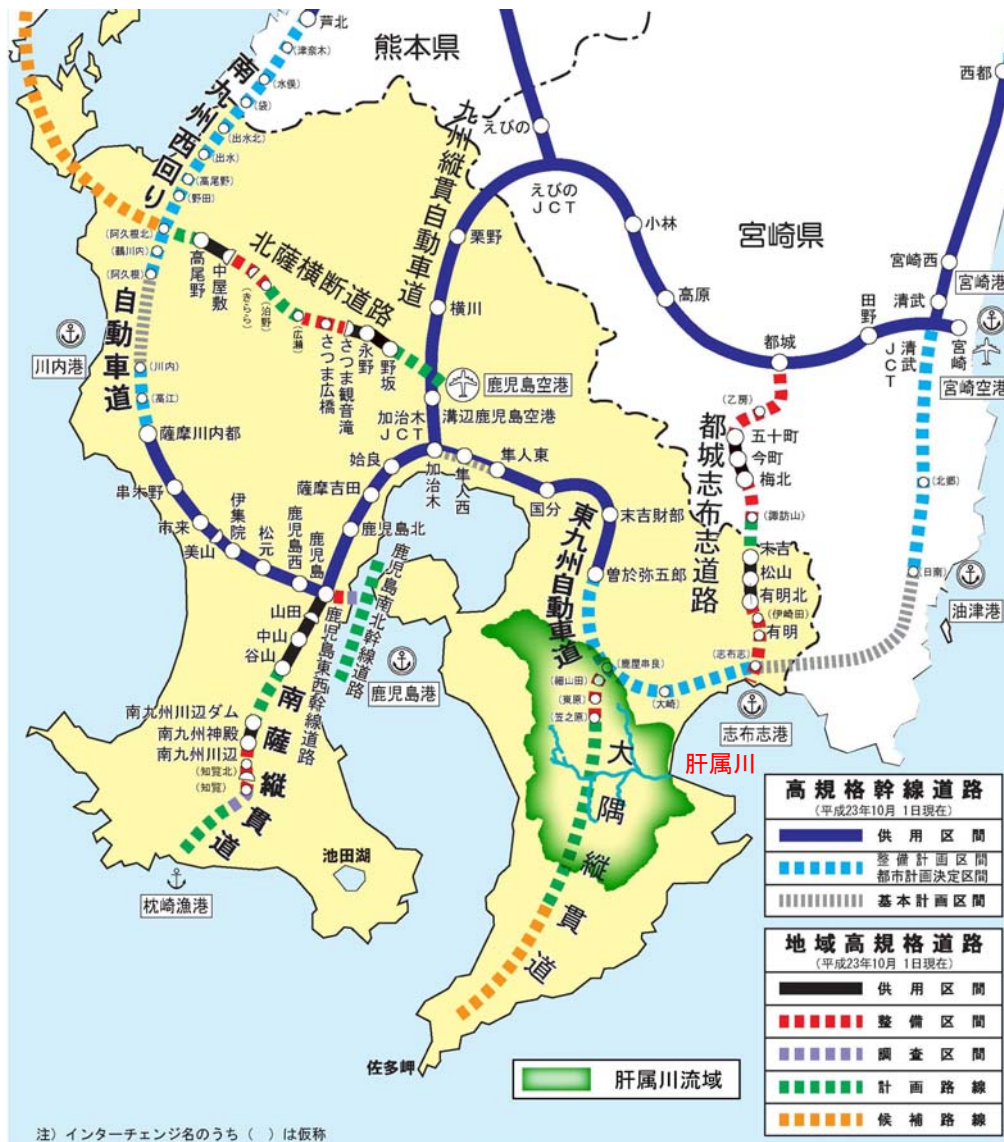 芦北
(津奈木)
(水俣)
(袋)
(出水北)
(出水)
(高尾野)
(野田)
(阿久根北)
(鶴川内)
(阿久根)
(川内)
(高江)
薩摩川内都
串木野
市来
美山
伊集院
松元
鹿児島西
鹿児島
南九州西回り
自動車道
熊本県
九州縦貫自動車道
えびの
えびの
JCT
小林
高原
都城
田野
清武
JCT
清武
宮崎西
宮崎
西都
宮崎県
宮崎港
宮崎空港
栗野
横川
鹿児島空港
溝辺鹿児島空港
加治木
JCT
加治木
姶良
薩摩吉田
鹿児島北
隼人西
隼人東
国分
末吉財部
曽於弥五郎
東九州自動車道
北薩横断道路
高尾野
中屋敷
(きらら)
(泊野)
(広瀬)
さつま広橋
さつま観音滝
永野
野坂
川内港
都城志布志道路
(乙房)
五十町
今町
梅北
(諏訪山)
末吉
松山
有明北
(伊崎田)
有明
(志布志)
(北郷)
(日南)
油津港
志布志港
(鹿屋串良)
(大崎)
(細山田)
(東原)
(笠之原)
大隅縦貫道
肝属川
鹿児島南北幹線道路
鹿児島東西幹線道路
鹿児島港
山田
中山
谷山
南九州川辺ダム
南九州神殿
南九州川辺
(知覧北)
(知覧)
南薩縦貫道
池田湖
枕崎漁港
佐多岬
肝属川流域
高規格幹線道路
(平成23年10月 1日現在)
供用区間
整備計画区間
都市計画決定区間
基本計画区間
地域高規格道路
(平成23年10月 1日現在)
供用区間
整備区間
調査区間
計画路線
候補路線
注）インターチェンジ名のうち（ ）は仮称